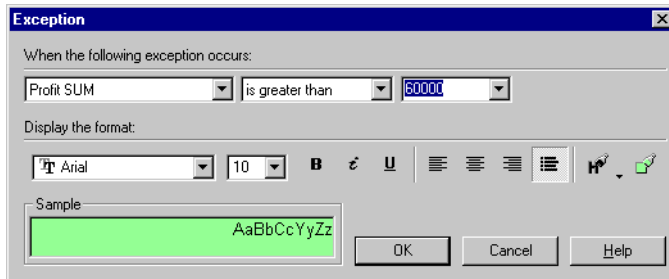 Exception
When the following exception occurs:
Profit SUM is greater than 60000
Display the format:
Arial 10 B i U
Sample
AaBbCcYyZz
OK Cancel Help